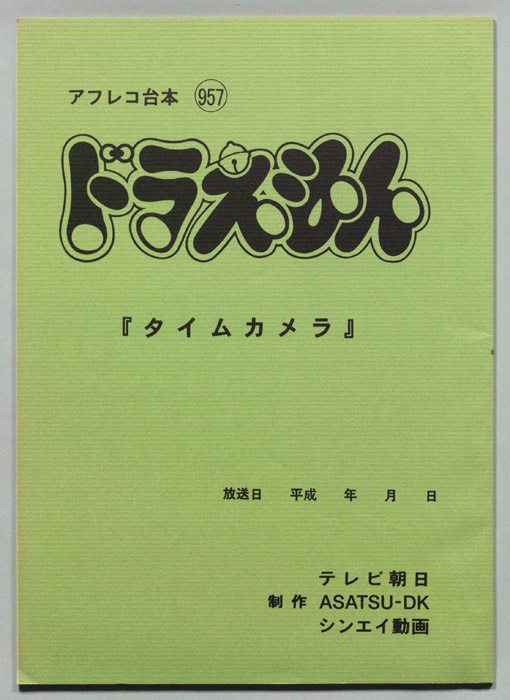 アフレコ台本 957
ドラえもん
『タイムカメラ』
放送日 平成 年 月 日
テレビ朝日
制作 ASATSU-DK
シンエイ動画